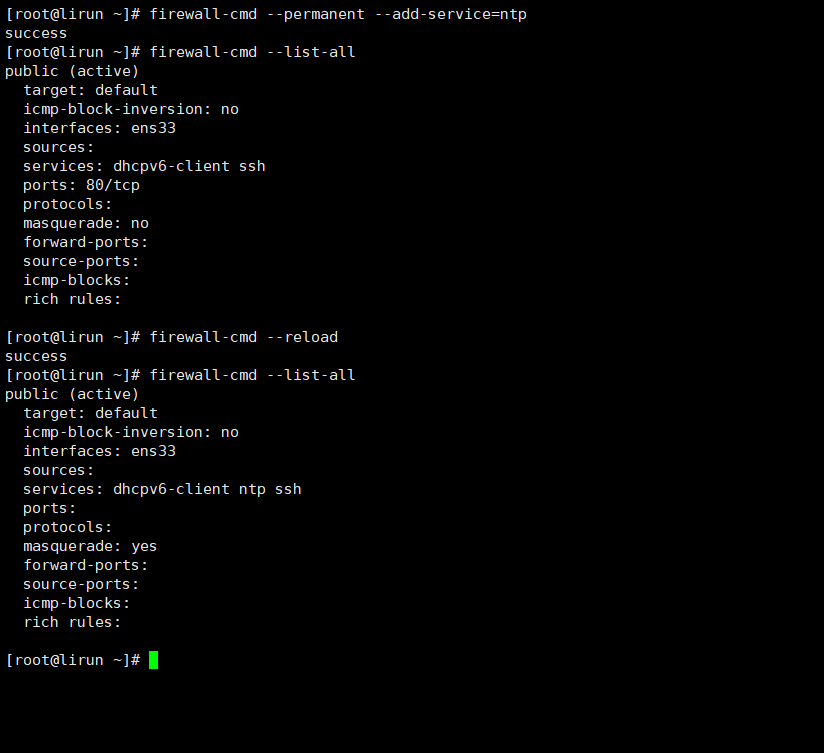 [root@lirun ~]# firewall-cmd --permanent --add-service=ntp
success
[root@lirun ~]# firewall-cmd --list-all
public (active)
  target: default
  icmp-block-inversion: no
  interfaces: ens33
  sources:
  services: dhcpv6-client ssh
  ports: 80/tcp
  protocols:
  masquerade: no
  forward-ports:
  source-ports:
  icmp-blocks:
  rich rules:

[root@lirun ~]# firewall-cmd --reload
success
[root@lirun ~]# firewall-cmd --list-all
public (active)
  target: default
  icmp-block-inversion: no
  interfaces: ens33
  sources:
  services: dhcpv6-client ntp ssh
  ports:
  protocols:
  masquerade: yes
  forward-ports:
  source-ports:
  icmp-blocks:
  rich rules:

[root@lirun ~]#